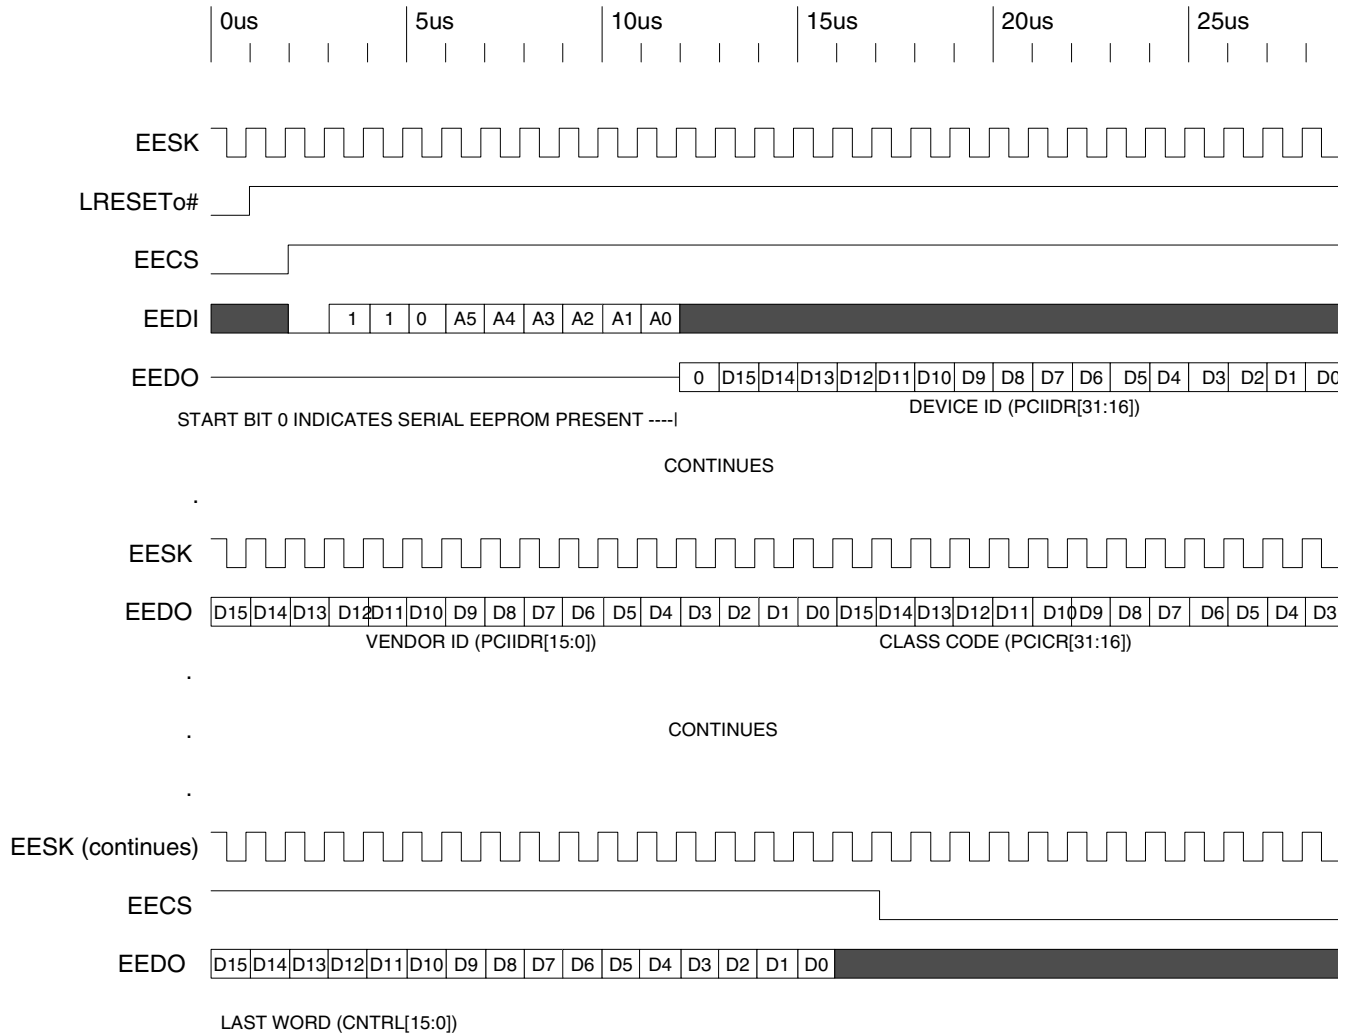 0us 5us 10us 15us 20us 25us
EESK
LRESETo#
EECS
EEDI 1 1 0 A5 A4 A3 A2 A1 A0
EEDO 0 D15 D14 D13 D12 D11 D10 D9 D8 D7 D6 D5 D4 D3 D2 D1 D0
DEVICE ID (PCIIDR[31:16])
START BIT 0 INDICATES SERIAL EEPROM PRESENT ----|
CONTINUES
.
EESK
EEDO D15 D14 D13 D12 D11 D10 D9 D8 D7 D6 D5 D4 D3 D2 D1 D0 D15 D14 D13 D12 D11 D10 D9 D8 D7 D6 D5 D4 D3
VENDOR ID (PCIIDR[15:0]) CLASS CODE (PCICR[31:16])
.
. CONTINUES
.
EESK (continues)
EECS
EEDO D15 D14 D13 D12 D11 D10 D9 D8 D7 D6 D5 D4 D3 D2 D1 D0
LAST WORD (CNTRL[15:0])